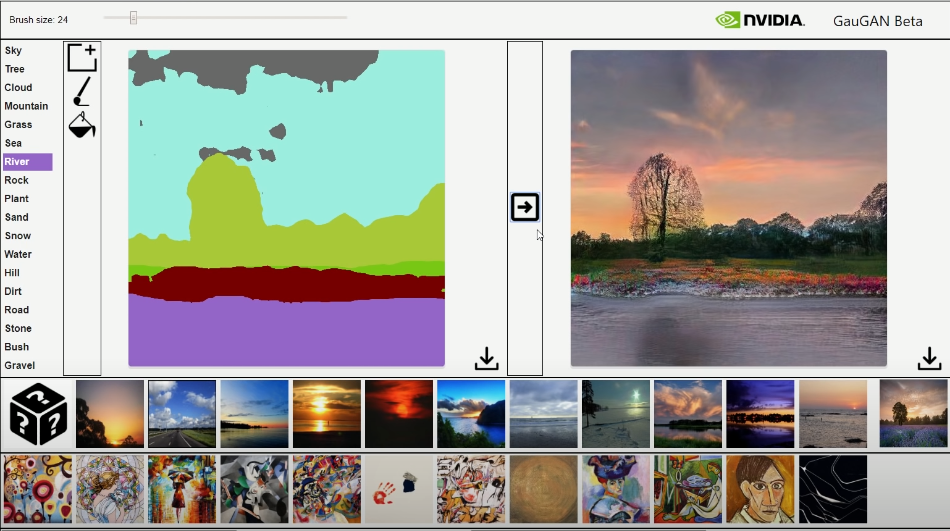 Brush size: 24
NVIDIA.
GauGAN Beta
Sky
Tree
Cloud
Mountain
Grass
Sea
River
Rock
Plant
Sand
Snow
Water
Hill
Dirt
Road
Stone
Bush
Gravel
? ? ?